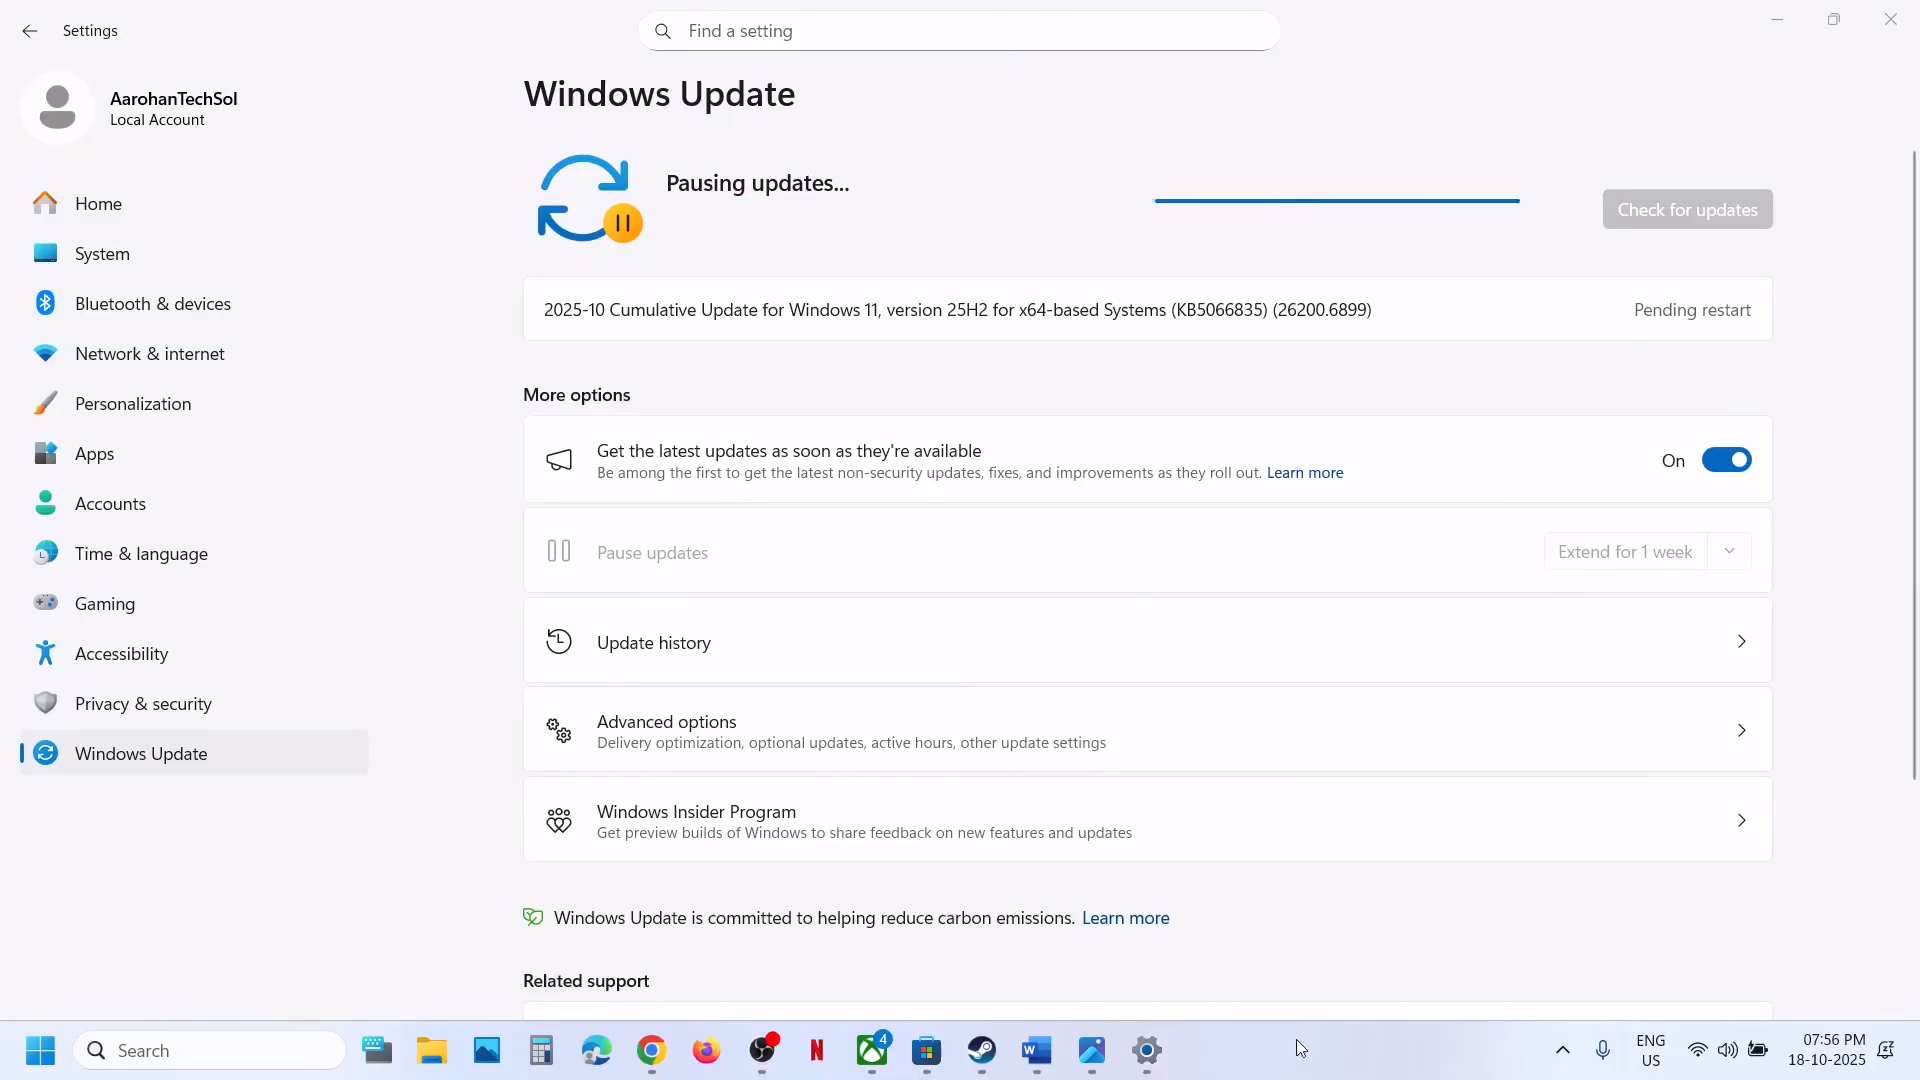 Settings
Find a setting
AarohanTechSol
Local Account
Home
System
Bluetooth & devices
Network & internet
Personalization
Apps
Accounts
Time & language
Gaming
Accessibility
Privacy & security
Windows Update
Windows Update
Pausing updates...
Check for updates
2025-10 Cumulative Update for Windows 11, version 25H2 for x64-based Systems (KB5066835) (26200.6899)
Pending restart
More options
Get the latest updates as soon as they're available
Be among the first to get the latest non-security updates, fixes, and improvements as they roll out. Learn more
On
Pause updates
Extend for 1 week
Update history
Advanced options
Delivery optimization, optional updates, active hours, other update settings
Windows Insider Program
Get preview builds of Windows to share feedback on new features and updates
Windows Update is committed to helping reduce carbon emissions. Learn more
Related support
Search
N
4
W
ENG
US
07:56 PM
18-10-2025